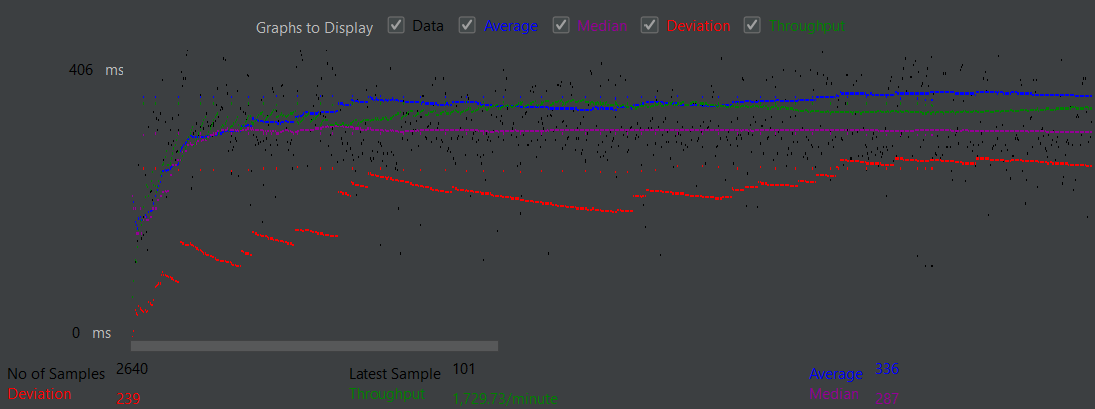 Graphs to Display Data Average Median Deviation Throughput
406 ms
0 ms
No of Samples 2640 Latest Sample 101 Average 336
Deviation 239 Throughput 1,729.73/minute Median 287